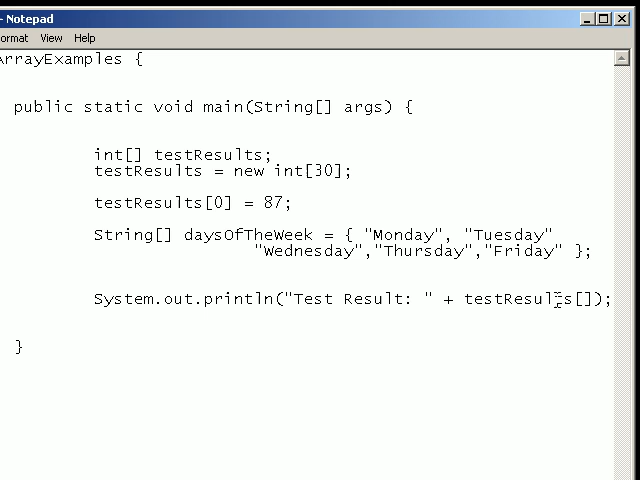 - Notepad
ormat View Help
ArrayExamples {
public static void main(String[] args) {
int[] testResults;
testResults = new int[30];
testResults[0] = 87;
String[] daysOfTheWeek = { "Monday", "Tuesday"
"Wednesday","Thursday","Friday" };
System.out.println("Test Result: " + testResults[]);
}